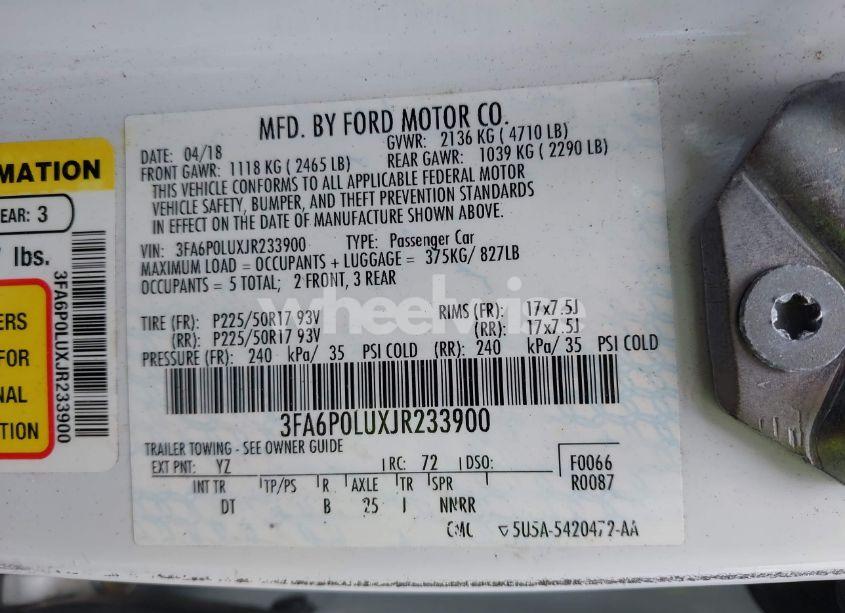 MFD. BY FORD MOTOR CO.
DATE: 04/18 GVWR: 2136 KG ( 4710 LB)
FRONT GAWR: 1118 KG ( 2465 LB) REAR GAWR: 1039 KG ( 2290 LB)
THIS VEHICLE CONFORMS TO ALL APPLICABLE FEDERAL MOTOR
VEHICLE SAFETY, BUMPER, AND THEFT PREVENTION STANDARDS
IN EFFECT ON THE DATE OF MANUFACTURE SHOWN ABOVE.
VIN: 3FA6P0LUXJR233900 TYPE: Passenger Car
MAXIMUM LOAD = OCCUPANTS + LUGGAGE = 375KG/ 827LB
OCCUPANTS = 5 TOTAL; 2 FRONT, 3 REAR
TIRE (FR): P225/50R17 93V RIMS (FR): 17x7.5J
(RR): P225/50R17 93V (RR): 17x7.5J
PRESSURE (FR): 240 kPa/ 35 PSI COLD (RR): 240 kPa/ 35 PSI COLD
3FA6P0LUXJR233900
TRAILER TOWING - SEE OWNER GUIDE
EXT PNT: YZ RC: 72 DSO: F0066
R0087
INT TR TP/PS R AXLE TR SPR
DT B 25 J NNRR
CMC 5U5A-5420472-AA
MATION
EAR: 3
lbs.
ERS
FOR
NAL
3FA6P0LUXJR233900
wheelwise